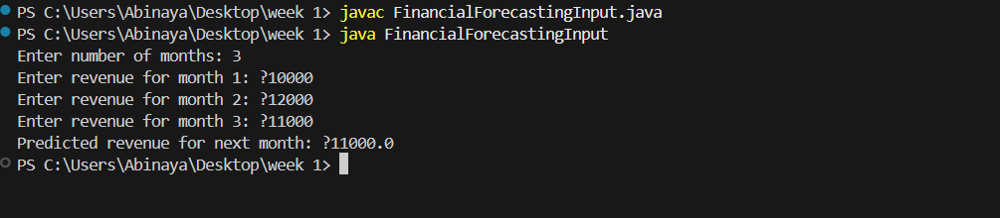 PS C:\Users\Abinaya\Desktop\week 1> javac FinancialForecastingInput.java
PS C:\Users\Abinaya\Desktop\week 1> java FinancialForecastingInput
Enter number of months: 3
Enter revenue for month 1: ?10000
Enter revenue for month 2: ?12000
Enter revenue for month 3: ?11000
Predicted revenue for next month: ?11000.0
PS C:\Users\Abinaya\Desktop\week 1>